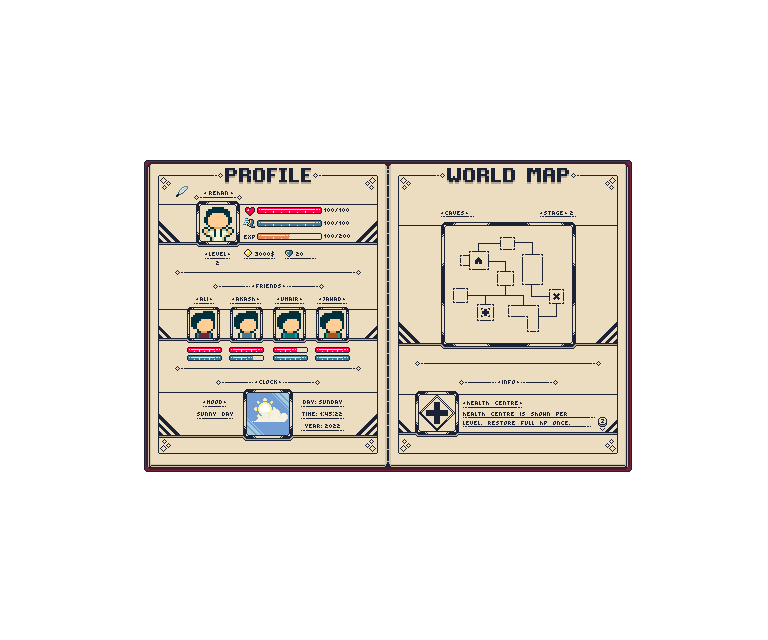 PROFILE
REHAN
100/100
100/100
EXP 100/200
LEVEL
2
3000$
20
FRIENDS
ALI
AKASH
UMAIR
CLOCK
MOOD
SUNNY DAY
DAY: SUNDAY
TIME: 1:45:22
YEAR: 2022
WORLD MAP
CAVES
STAGE 2
INFO
HEALTH CENTRE
HEALTH CENTRE IS SHOWN PER
LEVEL. RESTORE FULL HP ONCE.